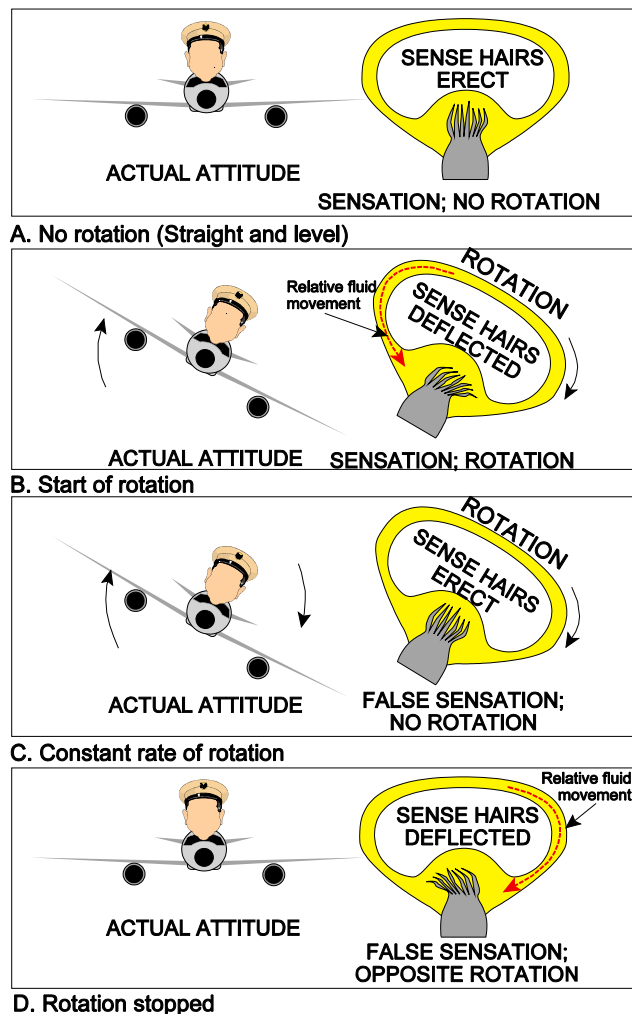 SENSE HAIRS
ERECT
ACTUAL ATTITUDE
SENSATION; NO ROTATION
A. No rotation (Straight and level)
ROTATION
Relative fluid
movement
SENSE HAIRS
DEFLECTED
ACTUAL ATTITUDE
SENSATION; ROTATION
B. Start of rotation
ROTATION
SENSE HAIRS
ERECT
ACTUAL ATTITUDE
FALSE SENSATION;
NO ROTATION
C. Constant rate of rotation
Relative fluid
movement
SENSE HAIRS
DEFLECTED
ACTUAL ATTITUDE
FALSE SENSATION;
OPPOSITE ROTATION
D. Rotation stopped